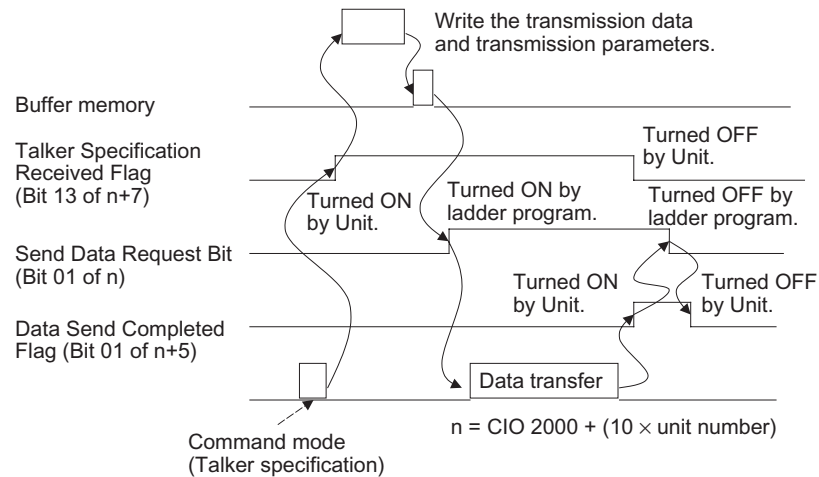 Write the transmission data
and transmission parameters.
Buffer memory
Talker Specification
Received Flag
(Bit 13 of n+7)
Turned OFF
by Unit.
Turned ON
by Unit.
Turned ON by
ladder program.
Turned OFF by
ladder program.
Send Data Request Bit
(Bit 01 of n)
Turned ON
by Unit.
Turned OFF
by Unit.
Data Send Completed
Flag (Bit 01 of n+5)
Data transfer
n = CIO 2000 + (10 × unit number)
Command mode
(Talker specification)